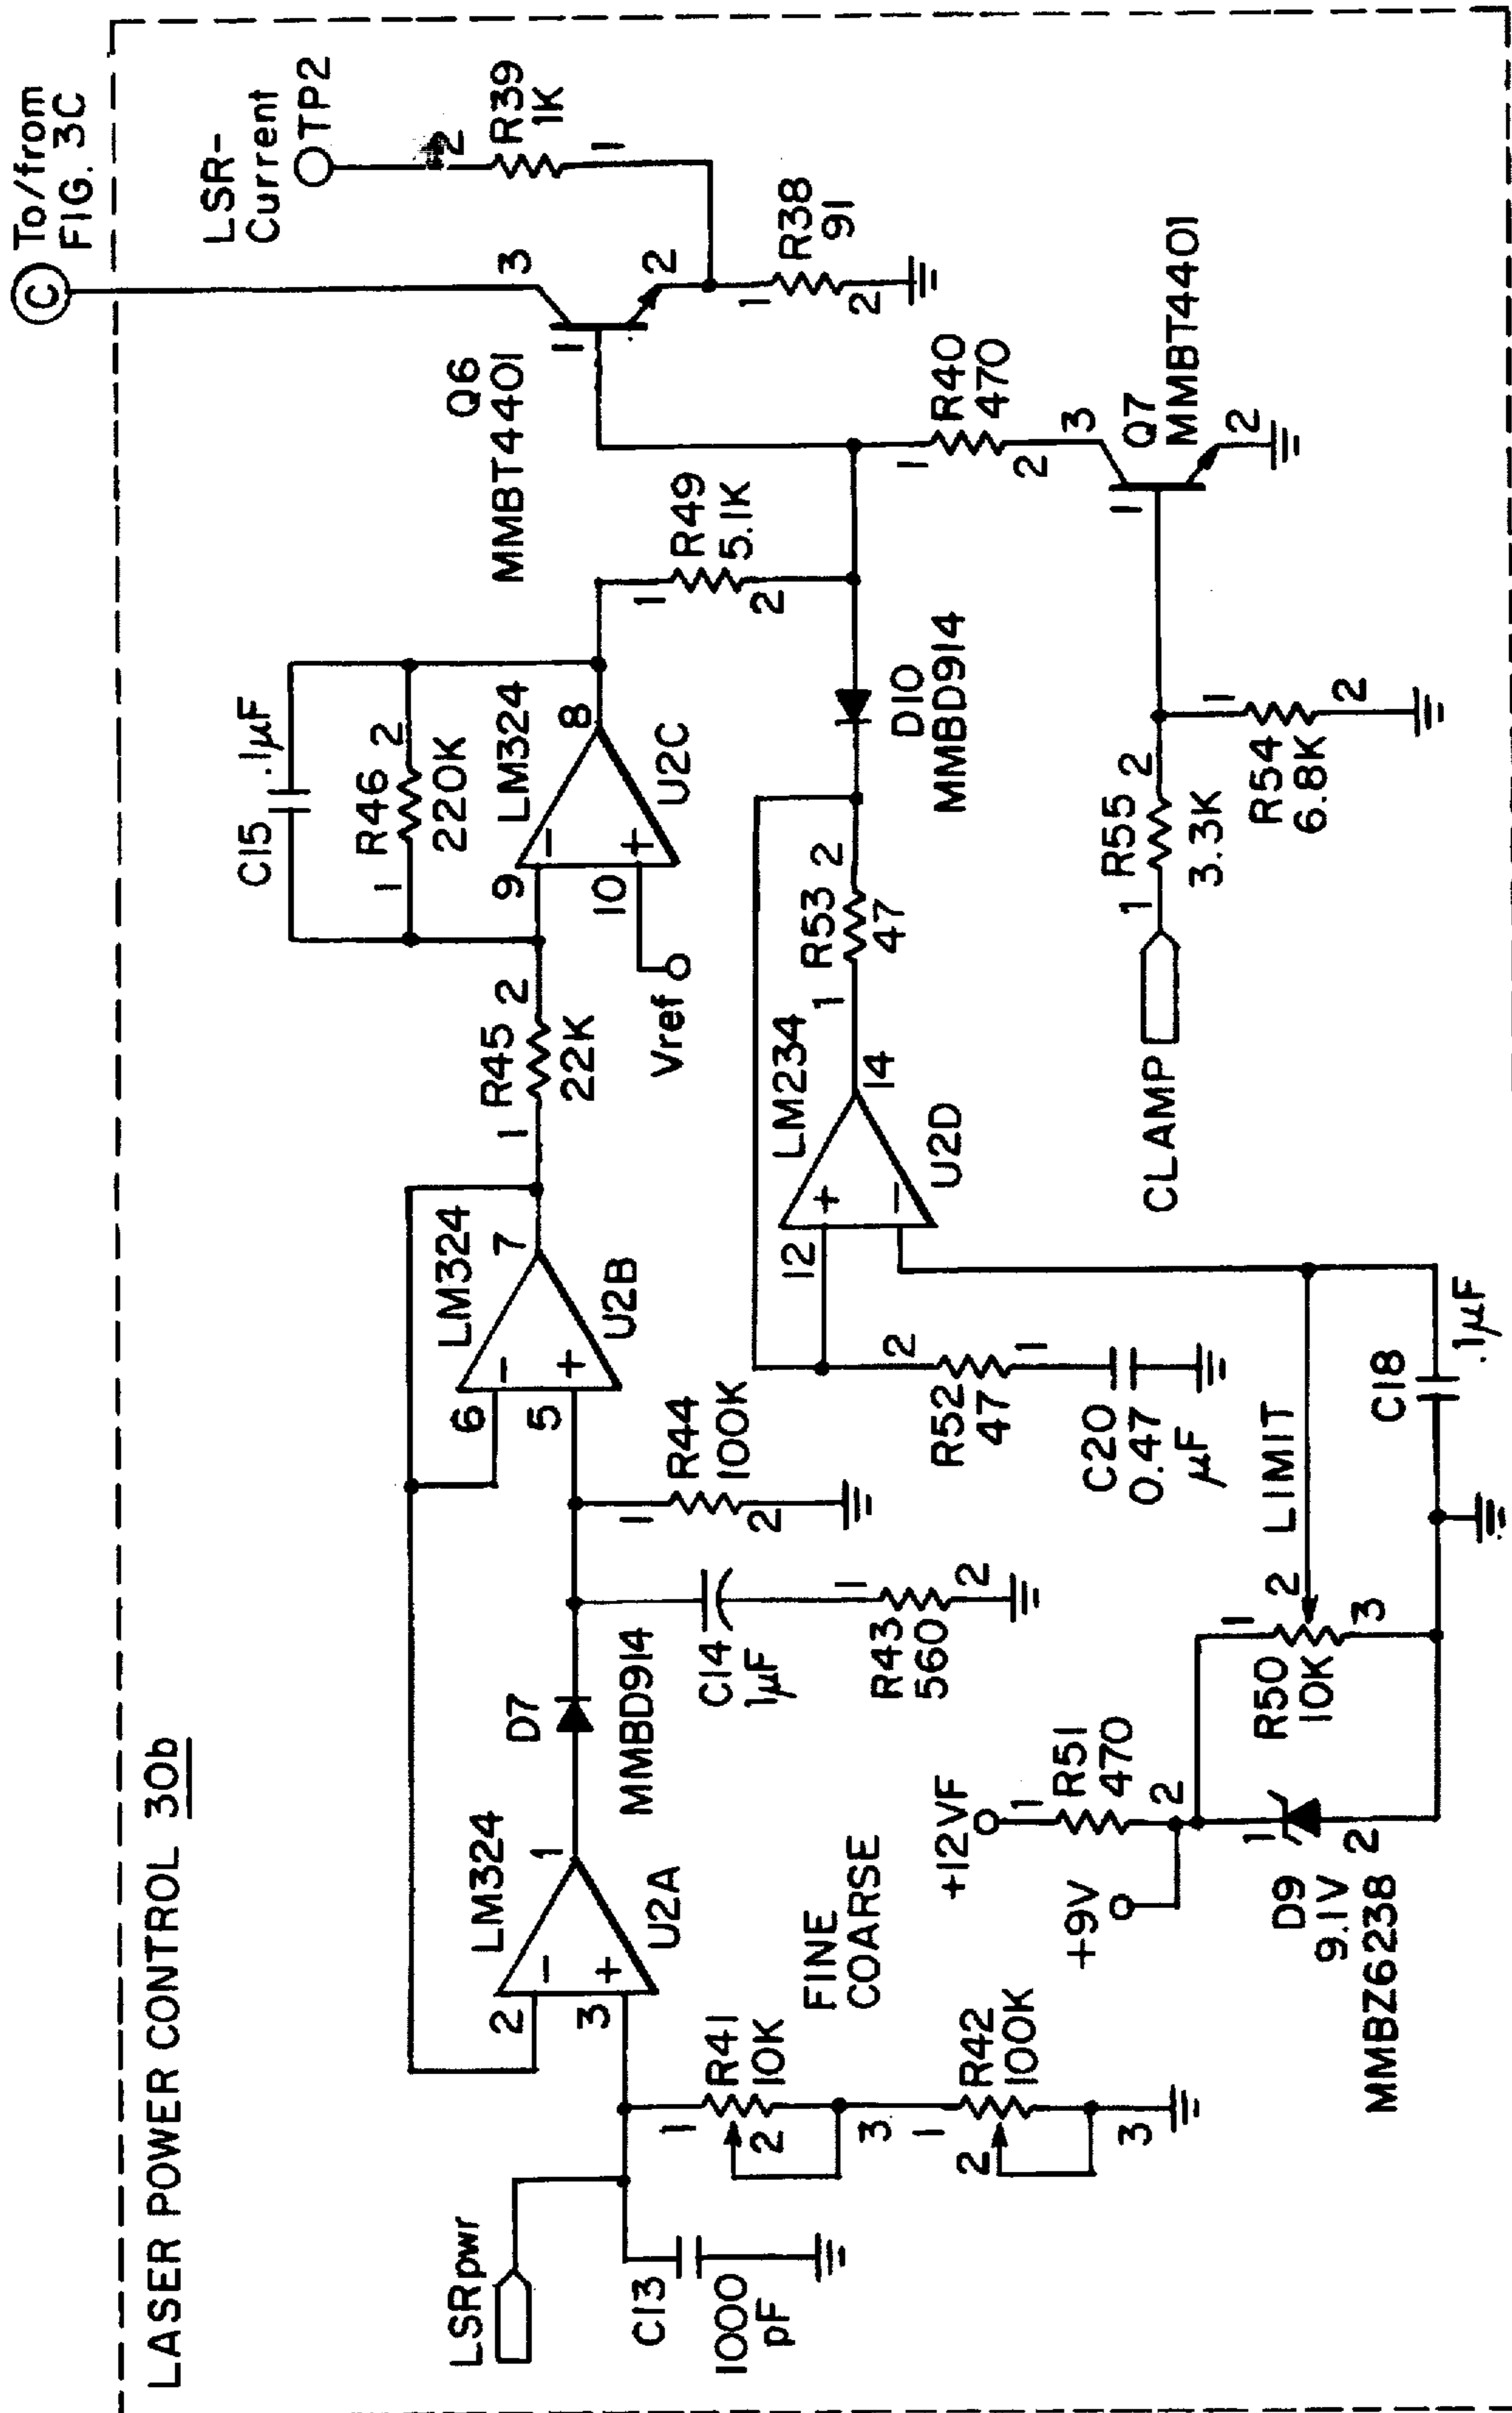 LASER POWER CONTROL 30b
C
To/from
FIG. 3C
LSRpwr
C13
1000
pF
LM324
2
3
1
-
+
U2A
1
R41
10K
2
3
FINE
COARSE
1
R42
100K
2
3
D7
MMBD914
C14
1µF
1
R43
560
2
1
R44
100K
2
LM324
6
5
7
-
+
U2B
1
R45
2
22K
Vref
C15
.1µF
1
R46
2
220K
LM324
9
10
8
-
+
U2C
1
R49
5.1K
2
Q6
MMBT4401
1
3
2
LSR-
Current
TP2
2
R39
1K
1
1
R38
91
2
1
R40
470
2
Q7
MMBT4401
1
3
2
D10
MMBD914
LM234
12
14
+
-
U2D
1
R53
2
47
2
R52
47
1
C20
0.47
µF
CLAMP
1
R55
2
3.3K
1
R54
6.8K
2
+12VF
1
R51
470
2
+9V
D9
9.1V
MMBZ6238
1
2
1
R50
10K
2
3
LIMIT
C18
.1µF